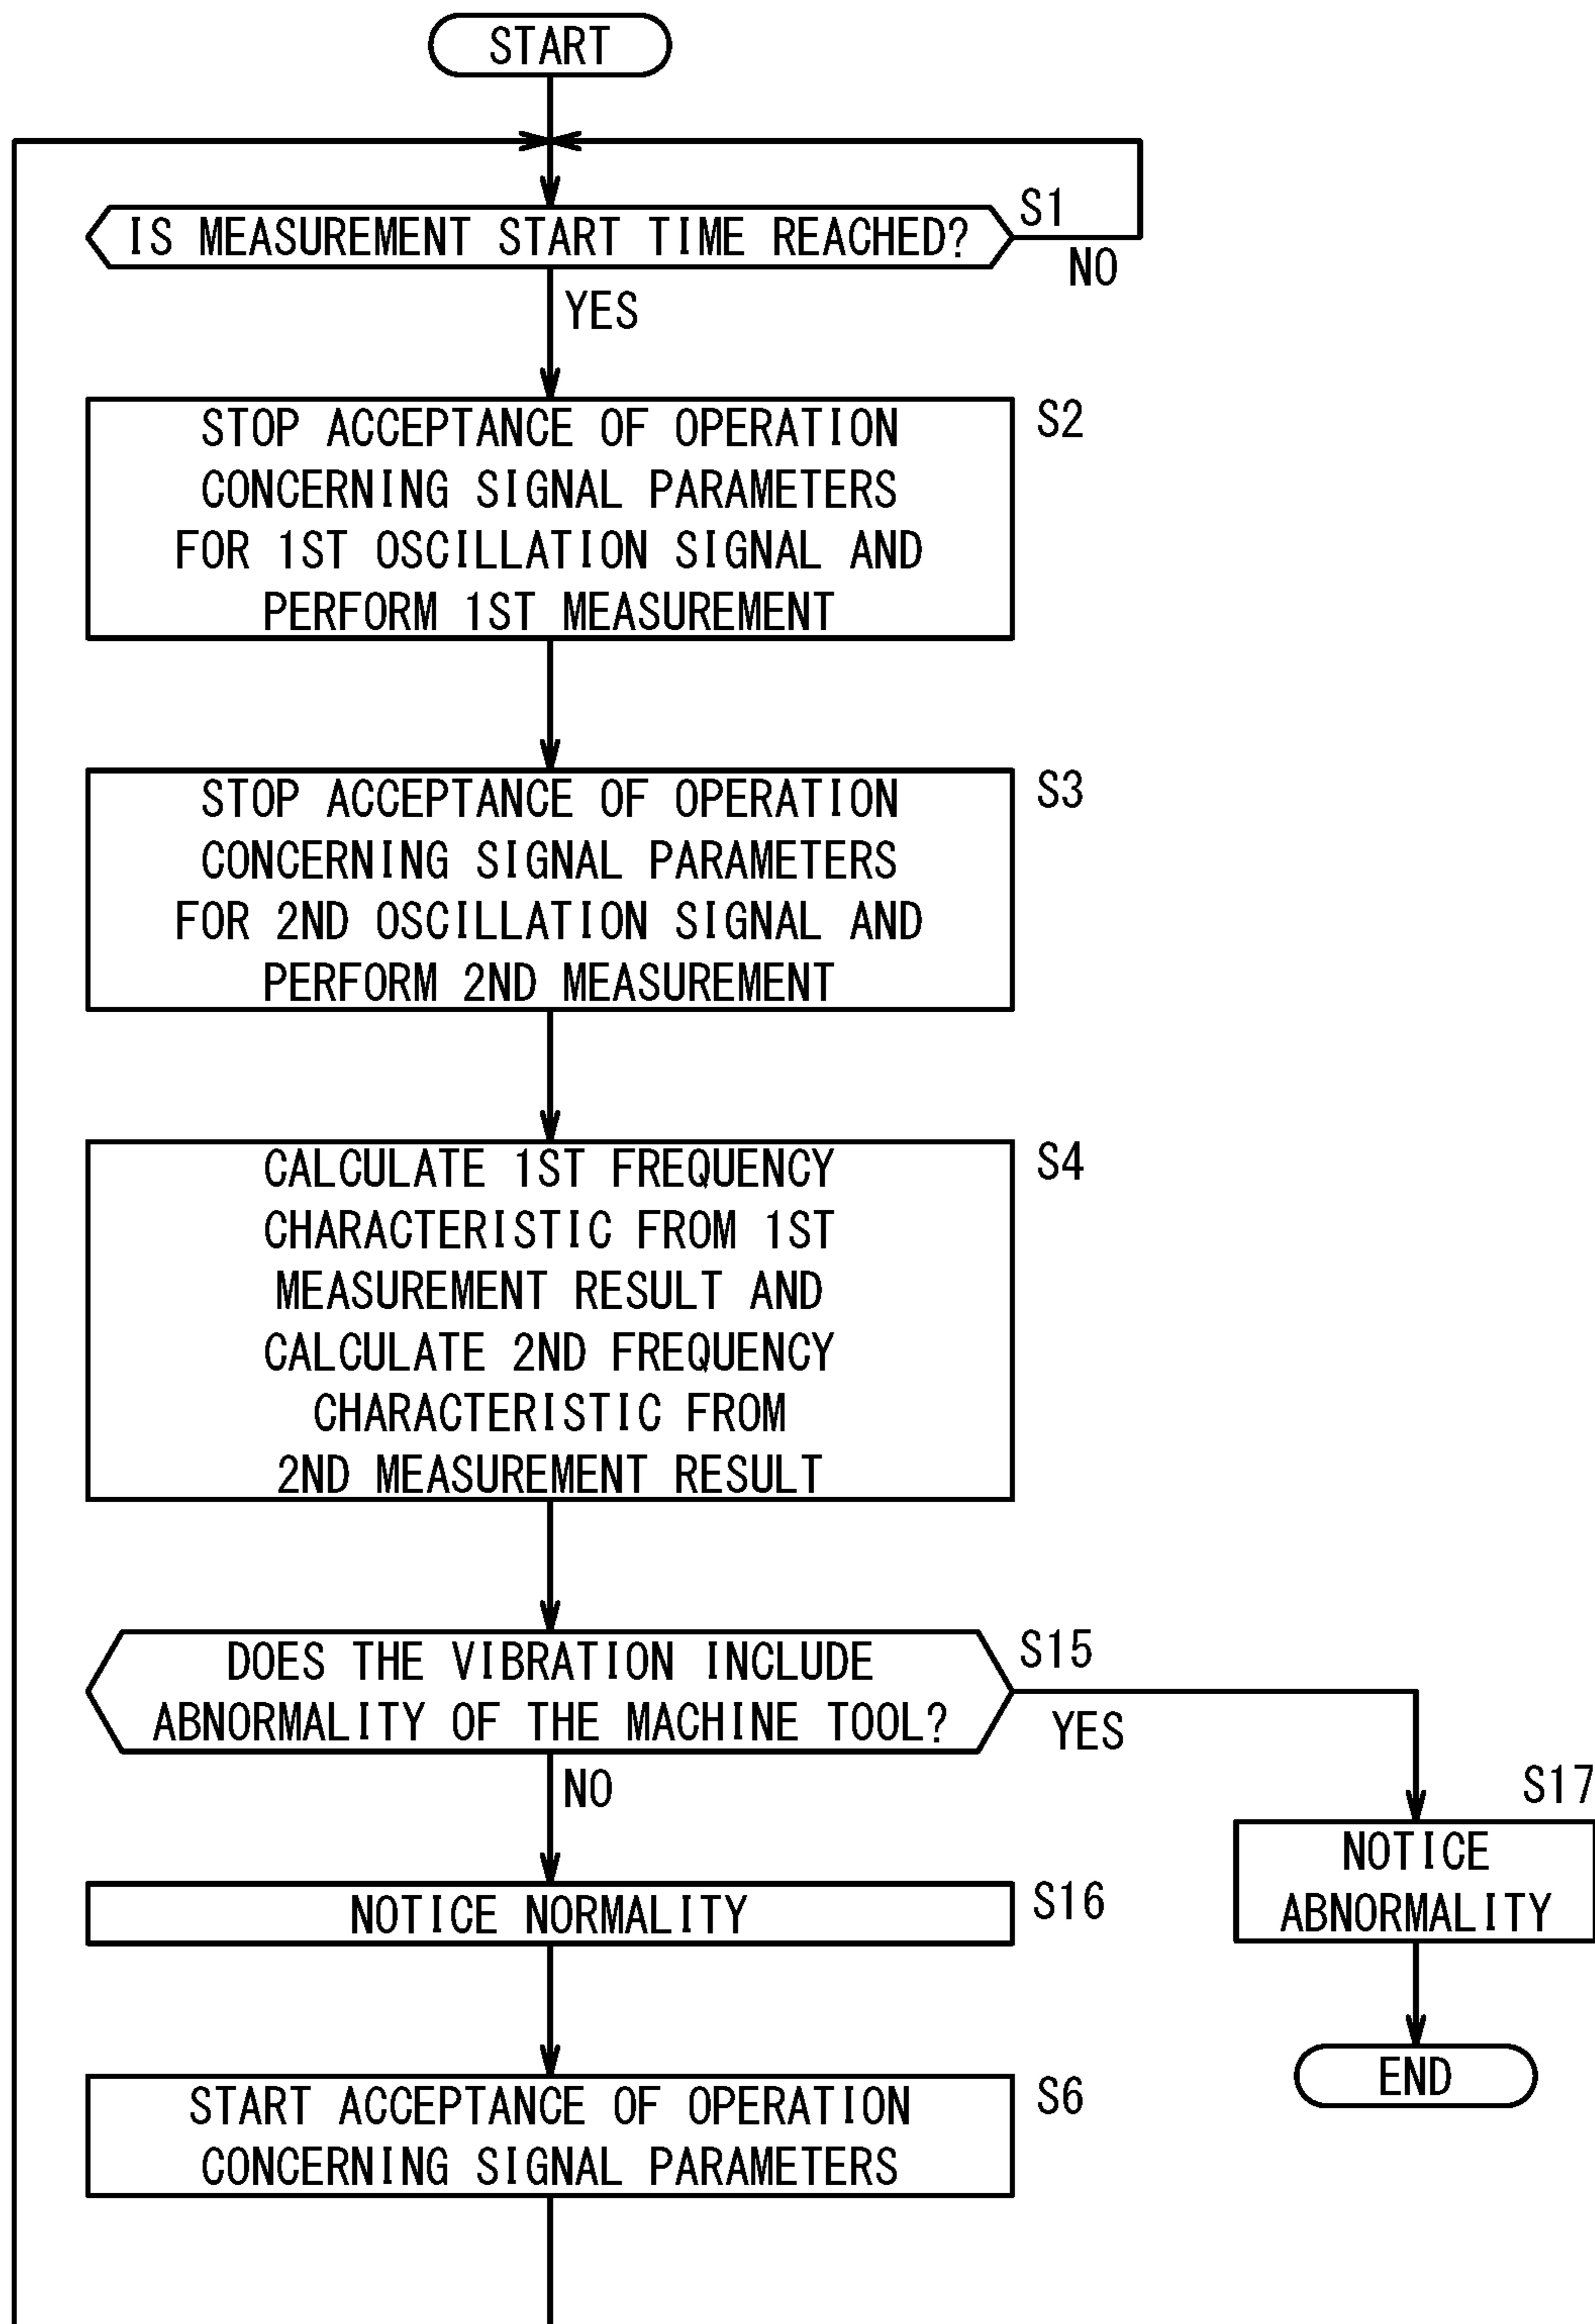 START
IS MEASUREMENT START TIME REACHED?
S1
NO
YES
STOP ACCEPTANCE OF OPERATION
CONCERNING SIGNAL PARAMETERS
FOR 1ST OSCILLATION SIGNAL AND
PERFORM 1ST MEASUREMENT
S2
STOP ACCEPTANCE OF OPERATION
CONCERNING SIGNAL PARAMETERS
FOR 2ND OSCILLATION SIGNAL AND
PERFORM 2ND MEASUREMENT
S3
CALCULATE 1ST FREQUENCY
CHARACTERISTIC FROM 1ST
MEASUREMENT RESULT AND
CALCULATE 2ND FREQUENCY
CHARACTERISTIC FROM
2ND MEASUREMENT RESULT
S4
DOES THE VIBRATION INCLUDE
ABNORMALITY OF THE MACHINE TOOL?
S15
YES
NO
S17
NOTICE
ABNORMALITY
NOTICE NORMALITY
S16
END
START ACCEPTANCE OF OPERATION
CONCERNING SIGNAL PARAMETERS
S6